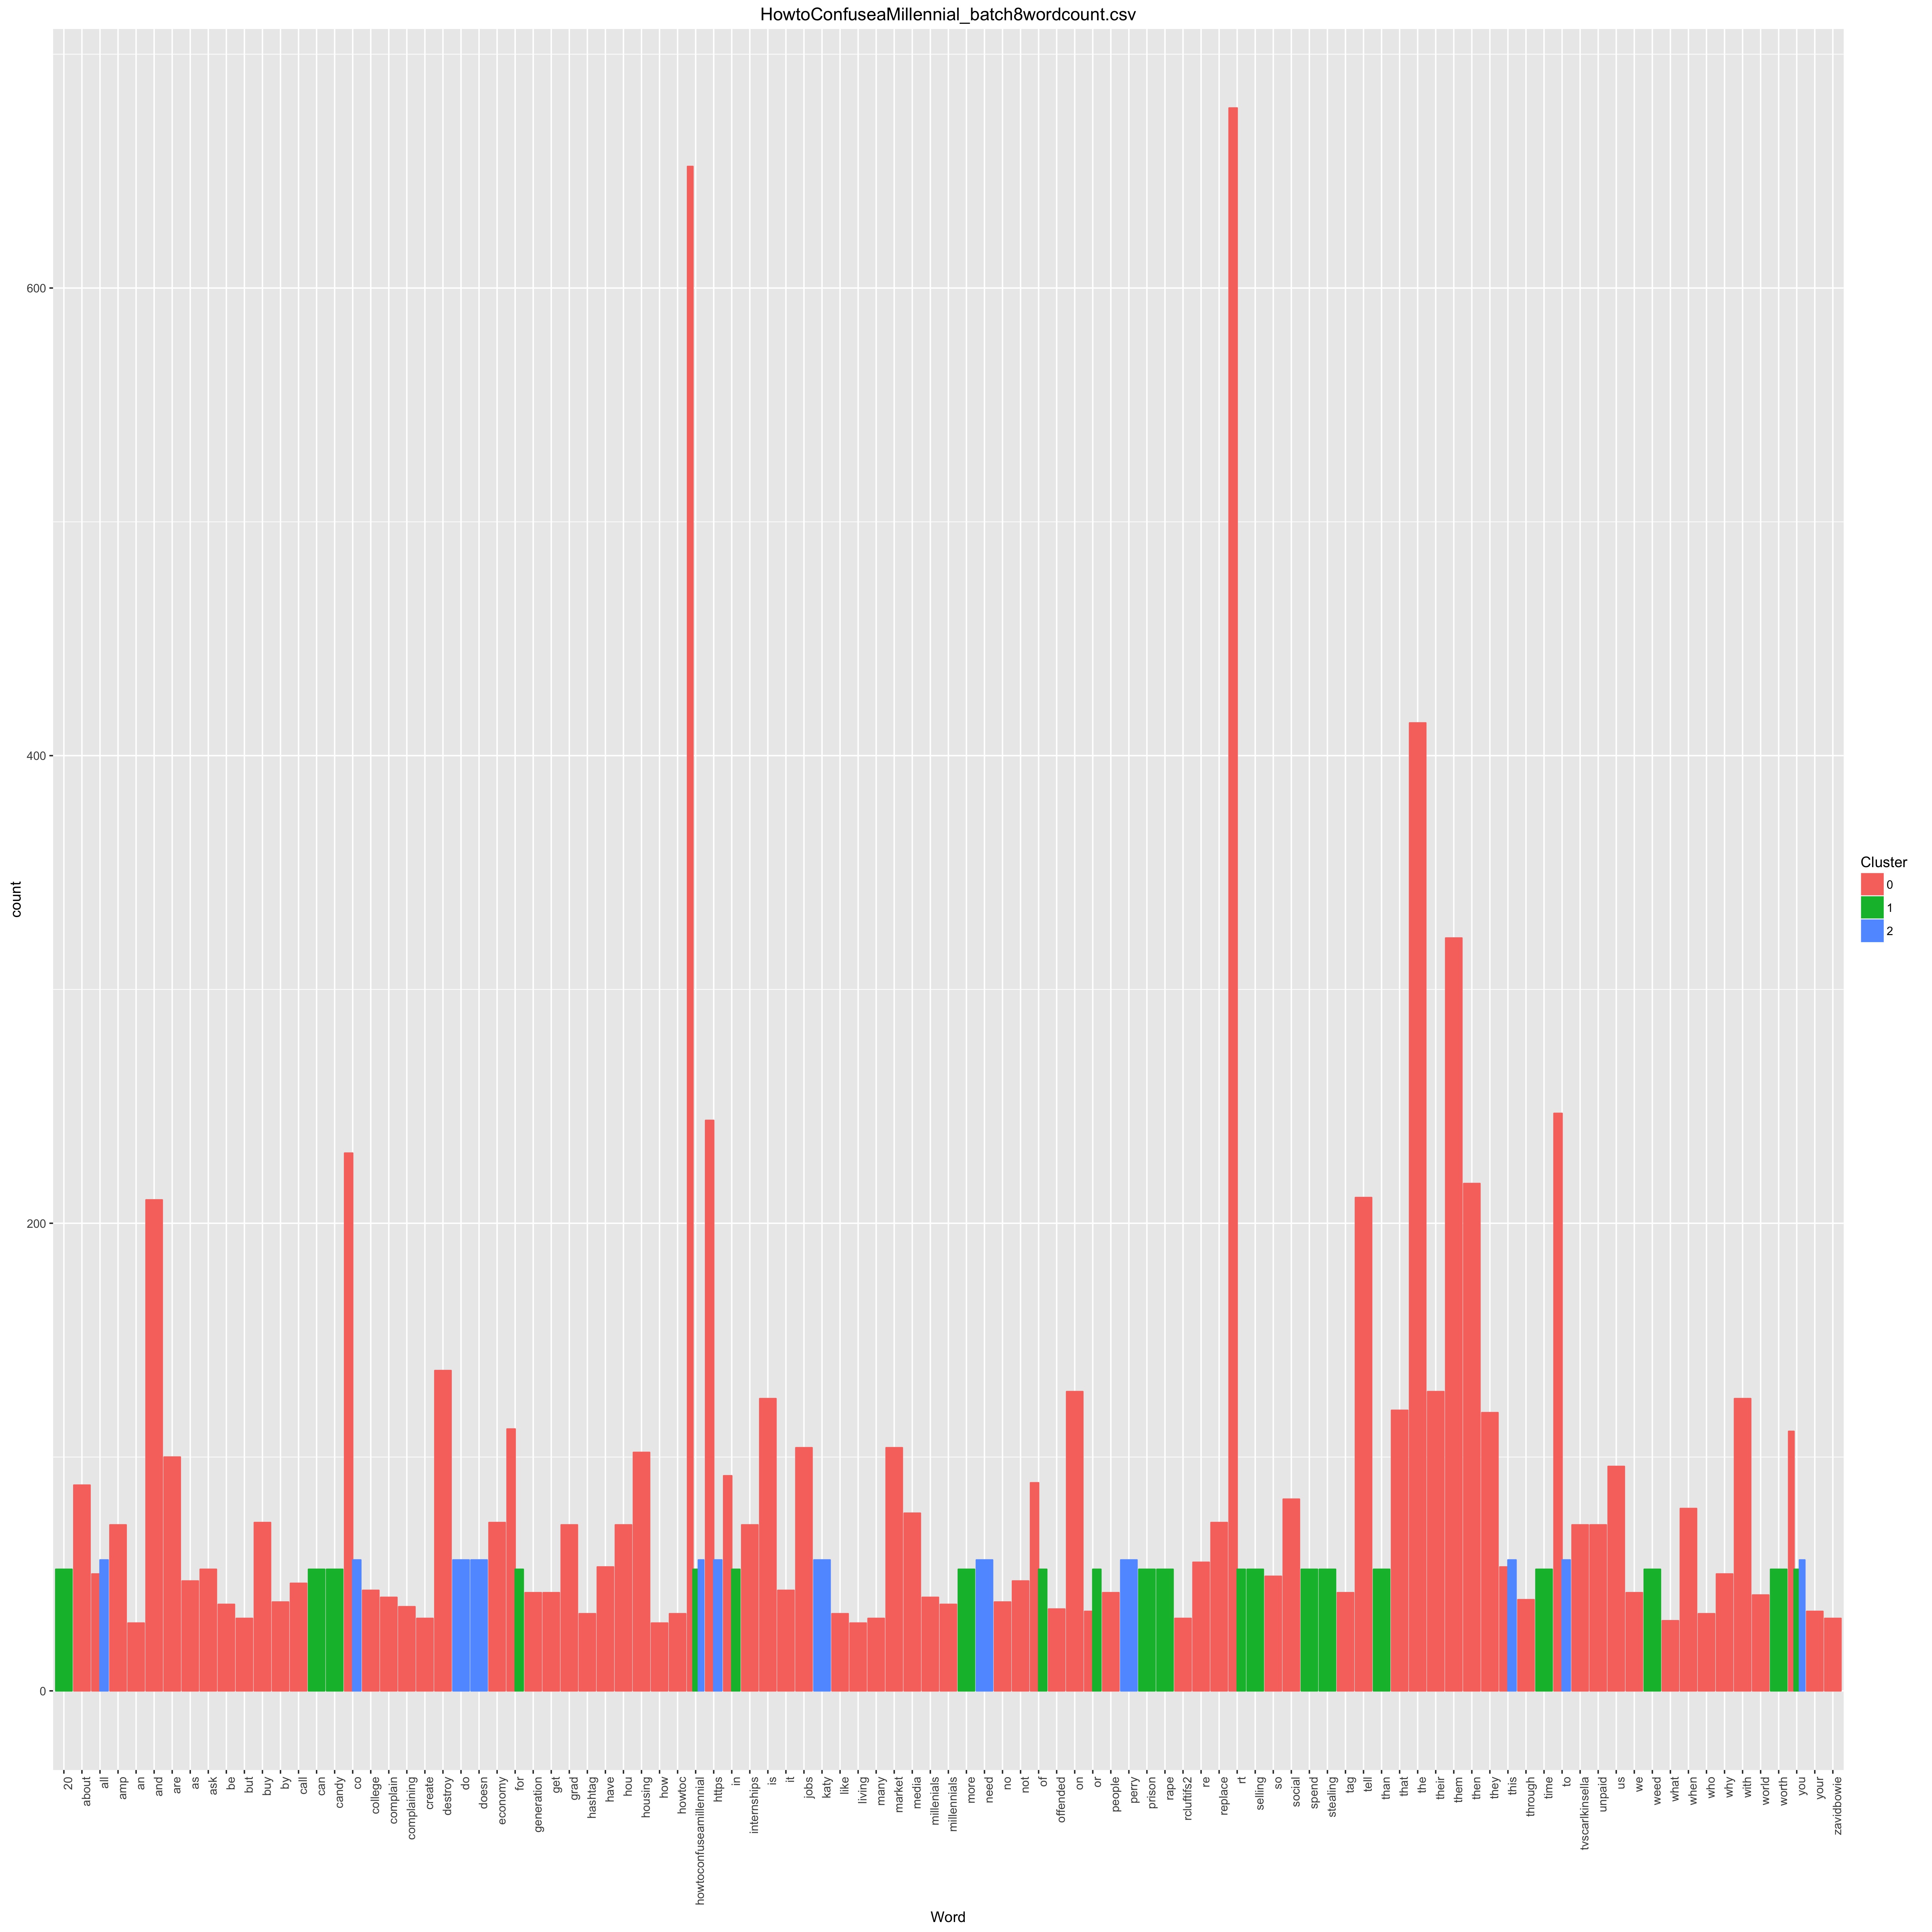 HowtoConfuseaMillennial_batch8wordcount.csv
600
400
200
0
count
Cluster
0
1
2
20
about
all
amp
an
and
are
as
ask
be
but
buy
by
call
can
candy
co
college
complain
complaining
create
destroy
do
doesn
economy
for
generation
get
grad
hashtag
have
hou
housing
how
howtoc
howtoconfuseamillennial
https
in
internships
is
it
jobs
katy
like
living
many
market
media
millenials
millennials
more
need
no
not
of
offended
on
or
people
perry
prison
rape
rcluftifs2
re
replace
rt
selling
so
social
spend
stealing
tag
tell
than
that
the
their
them
then
they
this
through
time
to
tvscarlkinsella
unpaid
us
we
weed
what
when
who
why
with
world
worth
you
your
zavidbowie
Word